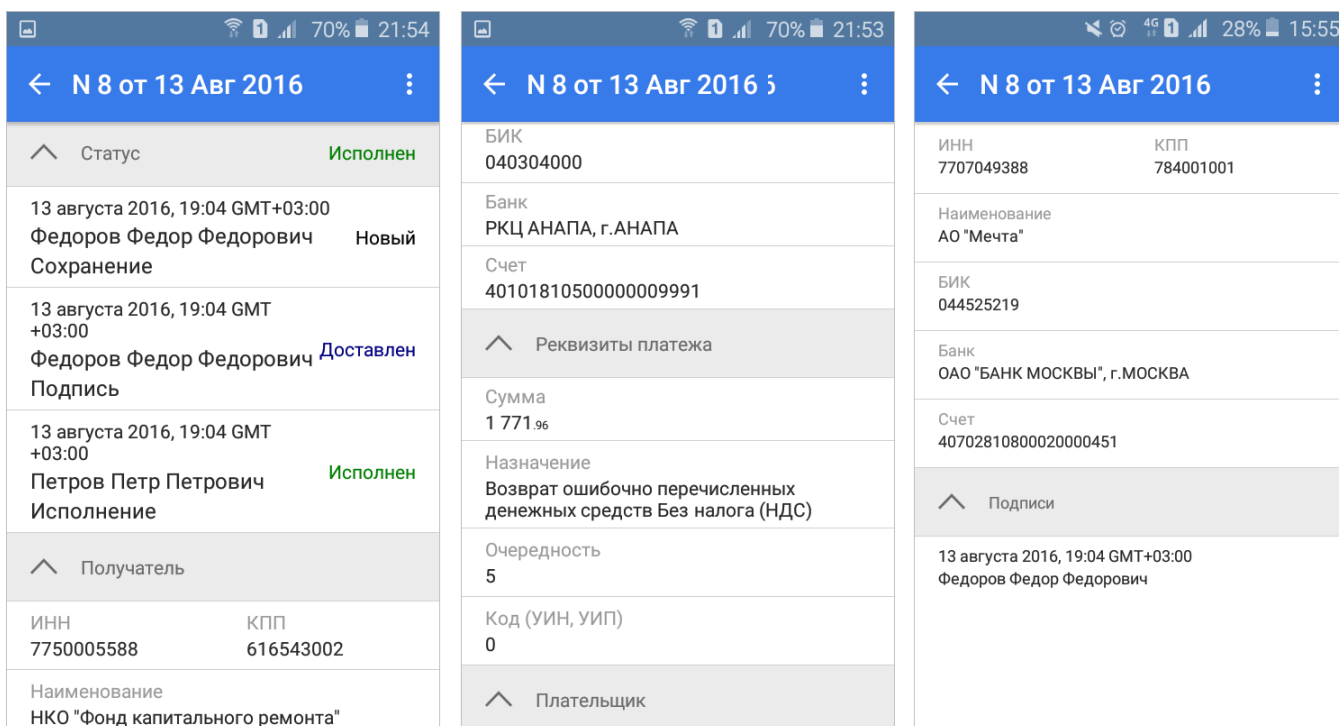 70% 21:54
N 8 от 13 Авг 2016
Статус Исполнен
13 августа 2016, 19:04 GMT+03:00
Федоров Федор Федорович Новый
Сохранение
13 августа 2016, 19:04 GMT
+03:00
Федоров Федор Федорович Доставлен
Подпись
13 августа 2016, 19:04 GMT
+03:00
Петров Петр Петрович Исполнен
Исполнение
Получатель
ИНН КПП
7750005588 616543002
Наименование
НКО "Фонд капитального ремонта"
1 70% 21:53
N 8 от 13 Авг 2016
БИК
040304000
Банк
РКЦ АНАПА, г.АНАПА
Счет
40101810500000009991
Реквизиты платежа
Сумма
1 771.96
Назначение
Возврат ошибочно перечисленных
денежных средств Без налога (НДС)
Очередность
5
Код (УИН, УИП)
0
Плательщик
4G 1 28% 15:55
N 8 от 13 Авг 2016
ИНН КПП
7707049388 784001001
Наименование
АО "Мечта"
БИК
044525219
Банк
ОАО "БАНК МОСКВЫ", г.МОСКВА
Счет
40702810800020000451
Подписи
13 августа 2016, 19:04 GMT+03:00
Федоров Федор Федорович